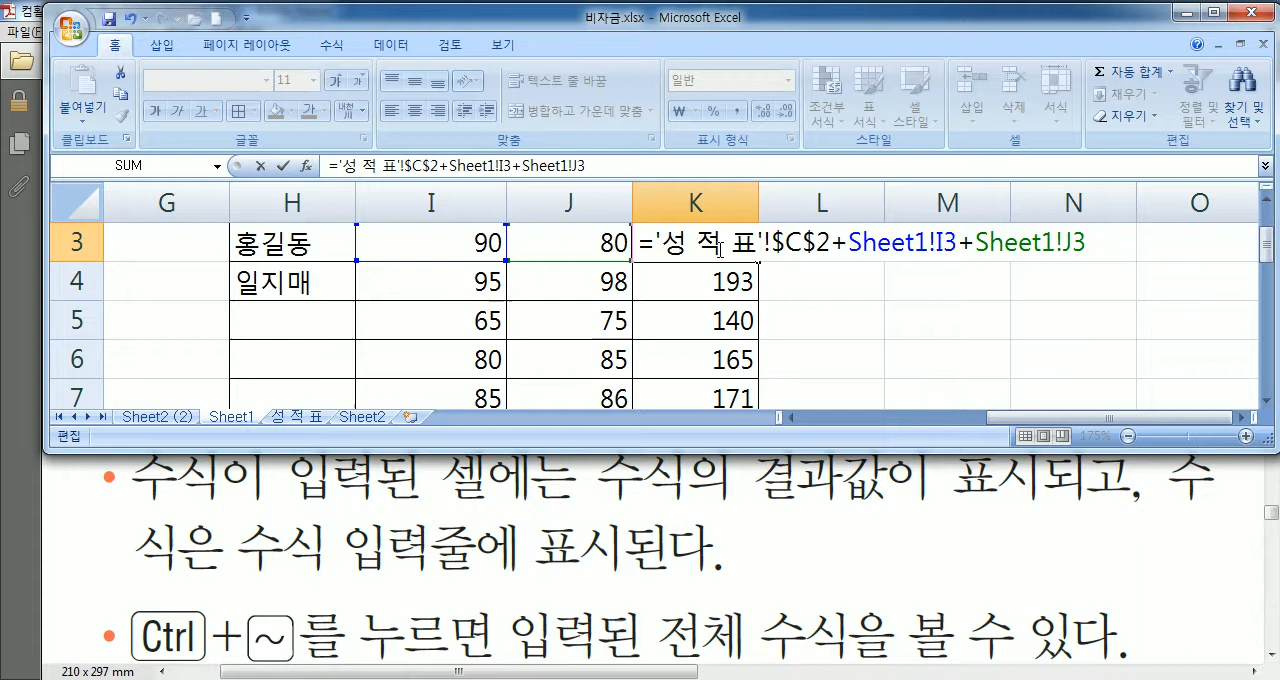 비자금.xlsx - Microsoft Excel
파일(F
홈 삽입 페이지 레이아웃 수식 데이터 검토 보기
붙여넣기
클립보드
11
가 가
가 가 가
글꼴
텍스트 줄 바꿈
병합하고 가운데 맞춤
맞춤
일반
₩ % ,
표시 형식
조건부 서식 표 서식 셀 스타일
스타일
삽입 삭제 서식
셀
Σ 자동 합계
채우기
지우기
정렬 및 필터 찾기 및 선택
편집
SUM fx ='성 적 표'!$C$2+Sheet1!I3+Sheet1!J3
G H I J K L M N O
3 홍길동 90 80 ='성 적 표'!$C$2+Sheet1!I3+Sheet1!J3
4 일지매 95 98 193
5 65 75 140
6 80 85 165
7 85 86 171
Sheet2 (2) Sheet1 성 적 표 Sheet2
편집 175%
• 수식이 입력된 셀에는 수식의 결과값이 표시되고, 수
식은 수식 입력줄에 표시된다.
• Ctrl+~를 누르면 입력된 전체 수식을 볼 수 있다.
210 x 297 mm